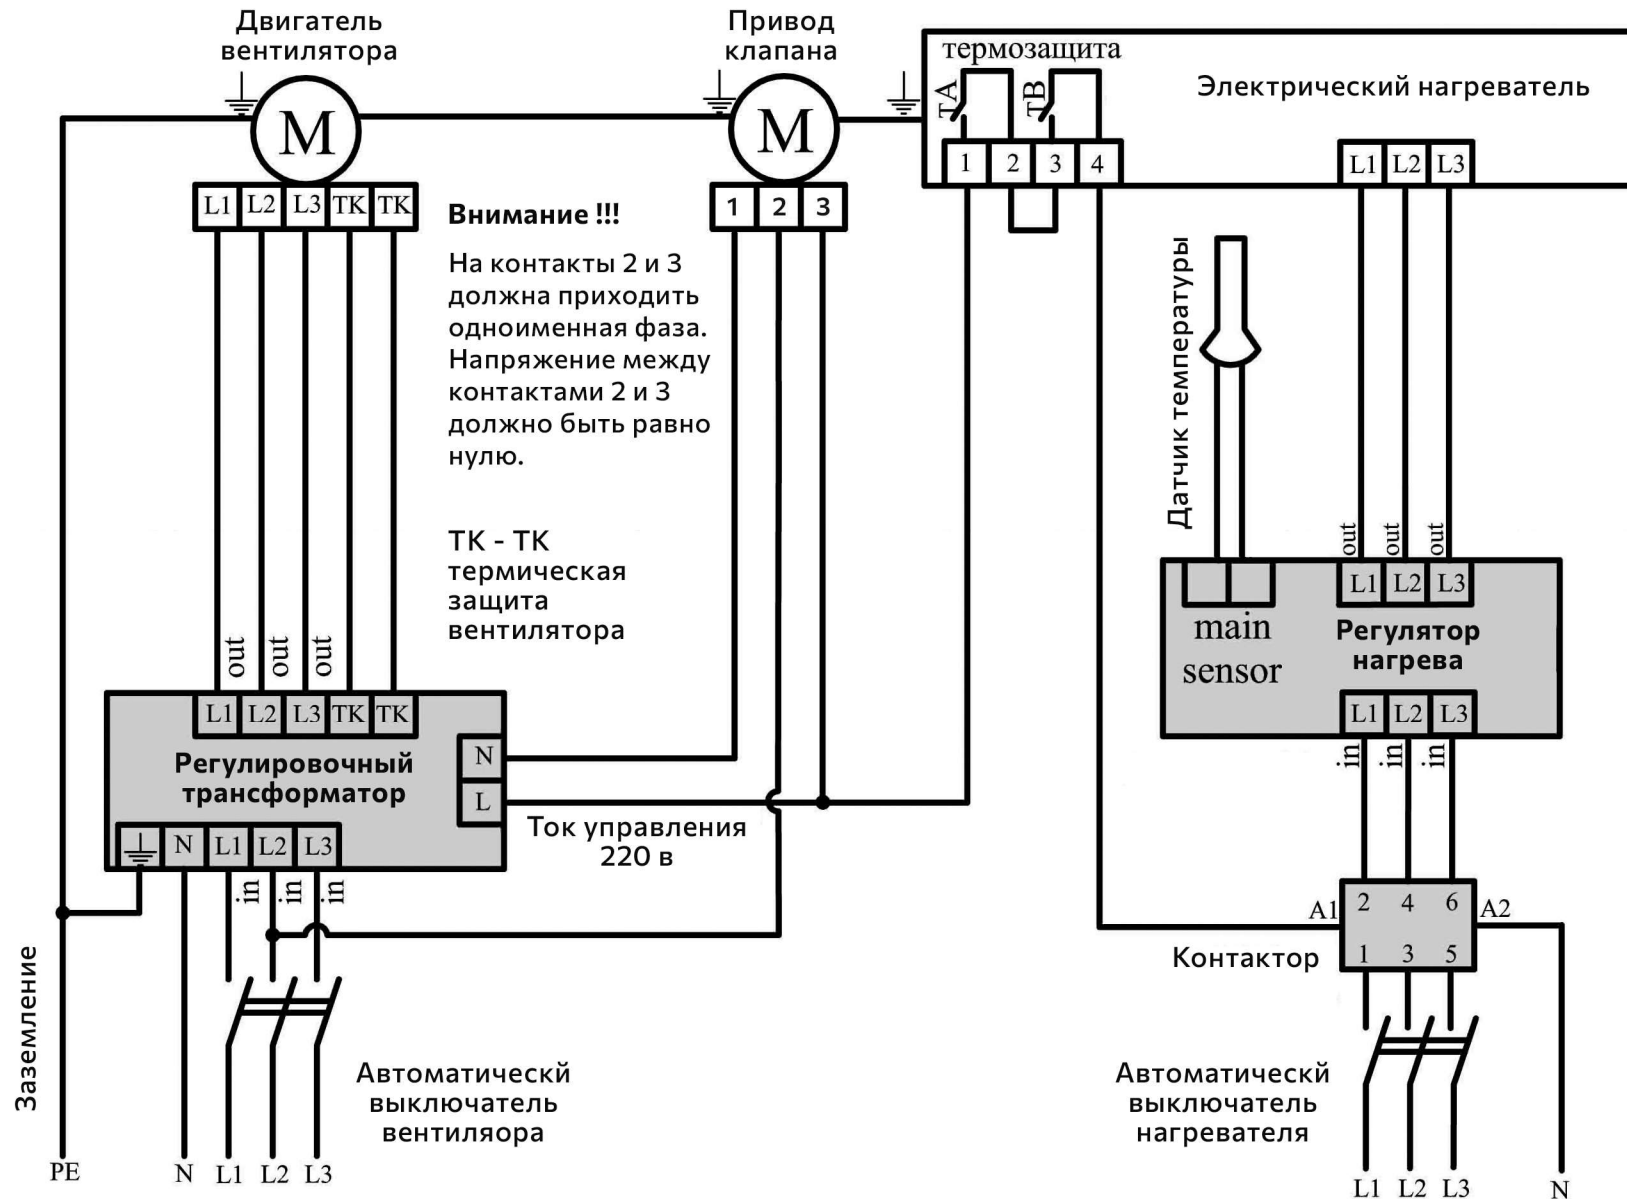 Двигатель
вентилятора
Привод
клапана
термозащита
Электрический нагреватель
TA
TB
M
M
1 2 3 4
L1 L2 L3
L1 L2 L3 TK TK
1 2 3
Внимание !!!
На контакты 2 и 3
должна приходить
одноименная фаза.
Напряжение между
контактами 2 и 3
должно быть равно
нулю.
Датчик температуры
ТК - ТК
термическая
защита
вентилятора
out out out
out out out
L1 L2 L3
main
sensor
Регулятор
нагрева
L1 L2 L3
in in in
L1 L2 L3 TK TK
Регулировочный
трансформатор
N
L
N L1 L2 L3
in in in
Ток управления
220 в
A1
2 4 6
A2
1 3 5
Контактор
Заземление
Автоматическй
выключатель
вентиляора
Автоматическй
выключатель
нагревателя
PE N L1 L2 L3
L1 L2 L3 N